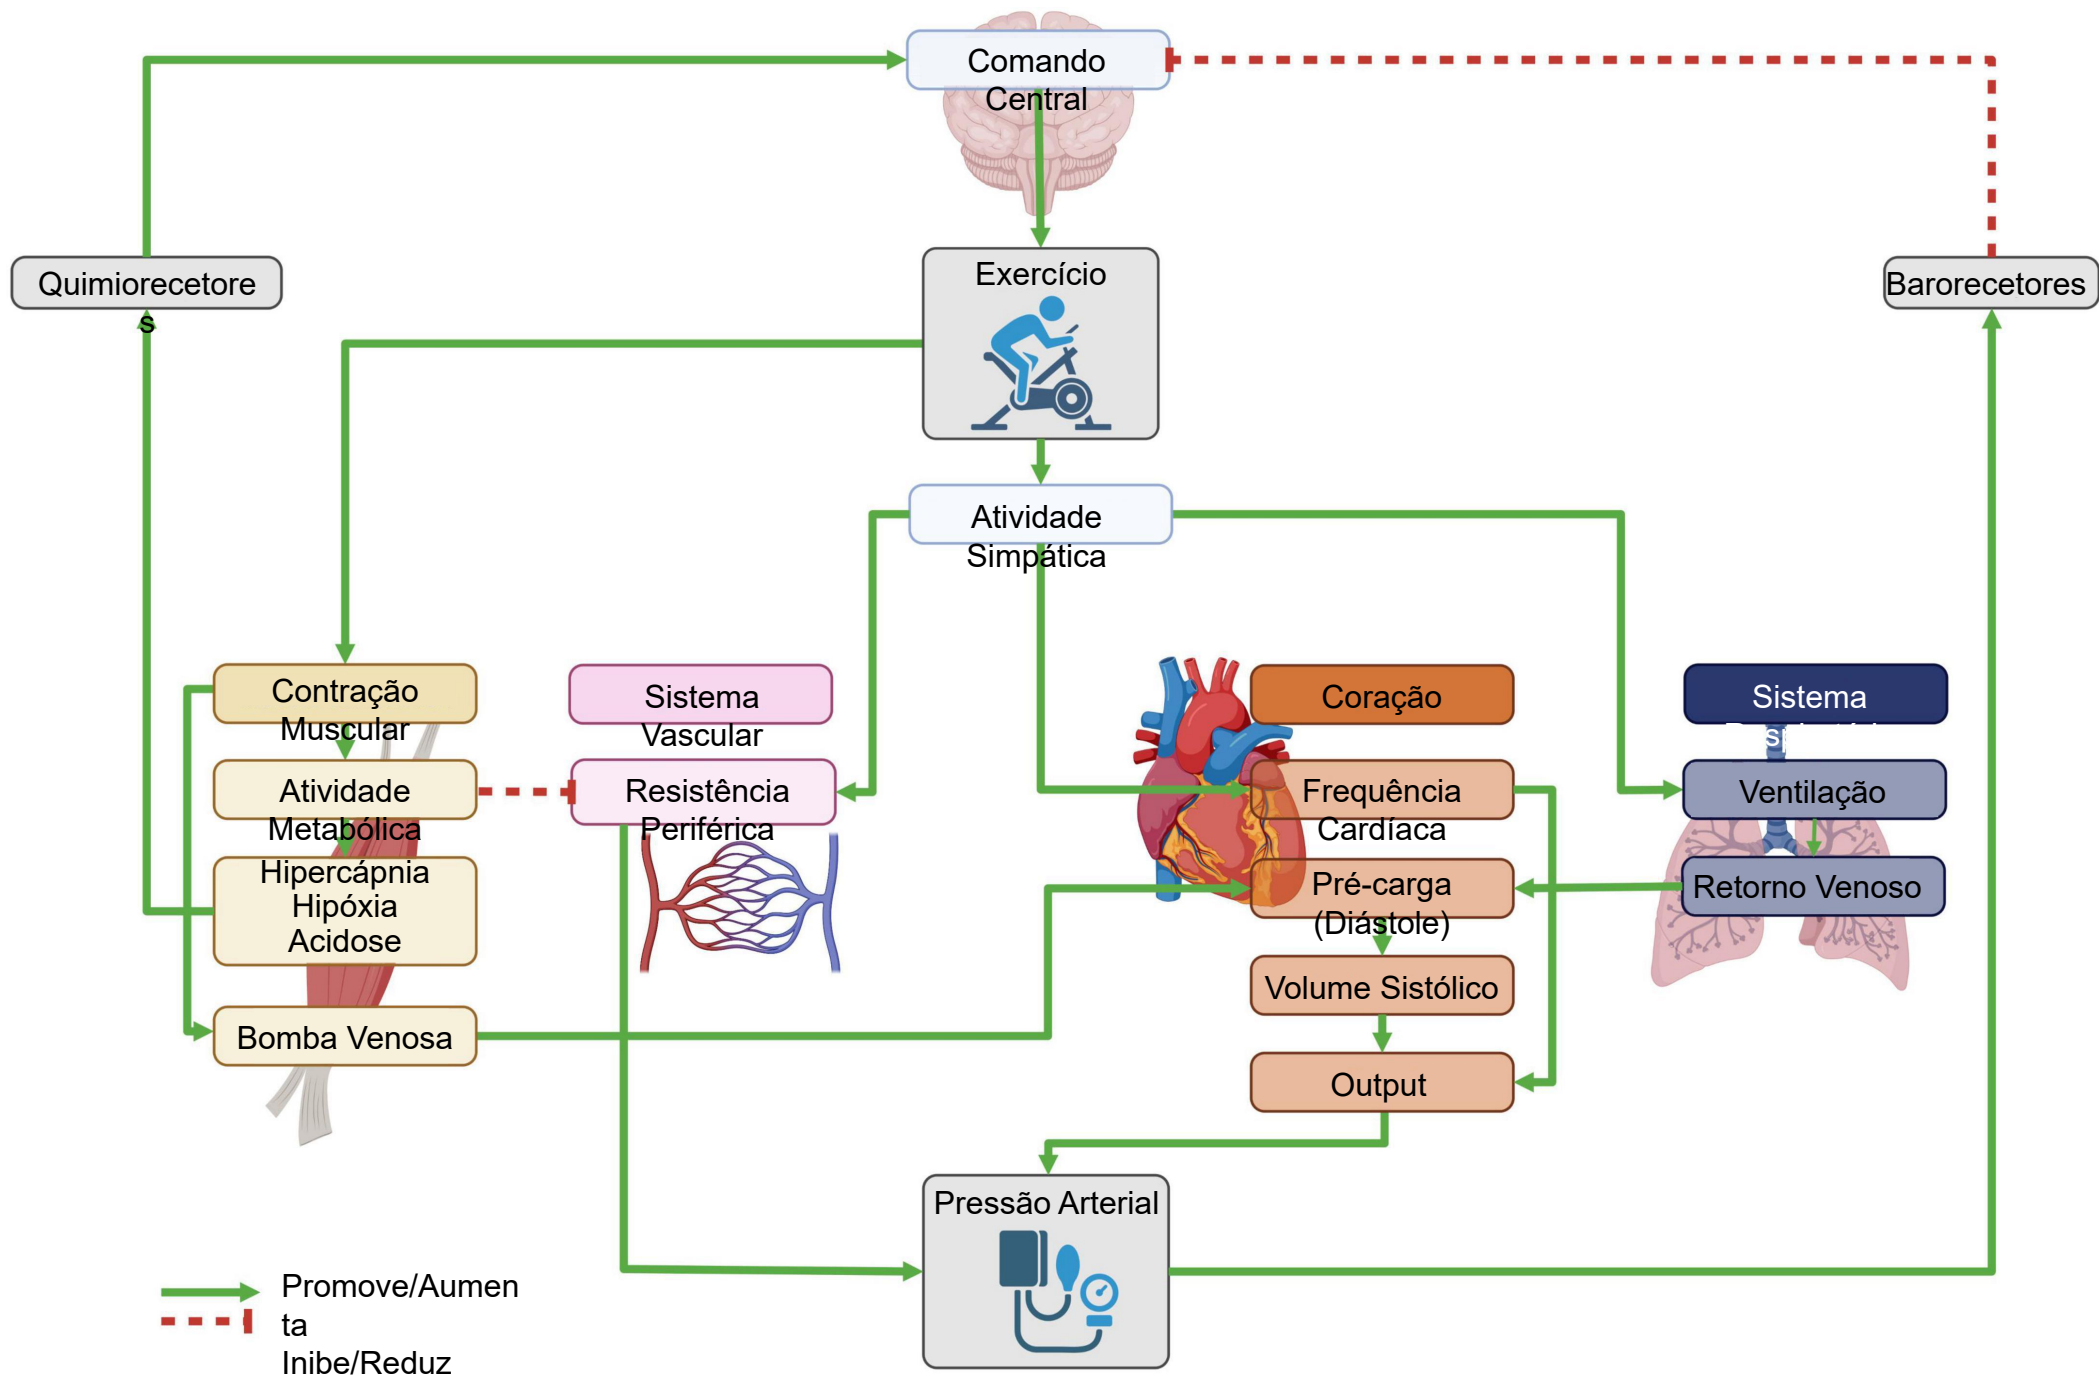 Comando
Central
Quimiorecetore
s
Exercício
Barorecetores
Atividade
Simpática
Contração
Muscular
Sistema
Vascular
Coração
Sistema
Atividade
Metabólica
Resistência
Periférica
Frequência
Cardíaca
Ventilação
Hipercápnia
Hipóxia
Acidose
Pré-carga
(Diástole)
Retorno Venoso
Volume Sistólico
Bomba Venosa
Output
Pressão Arterial
Promove/Aumen
ta
Inibe/Reduz